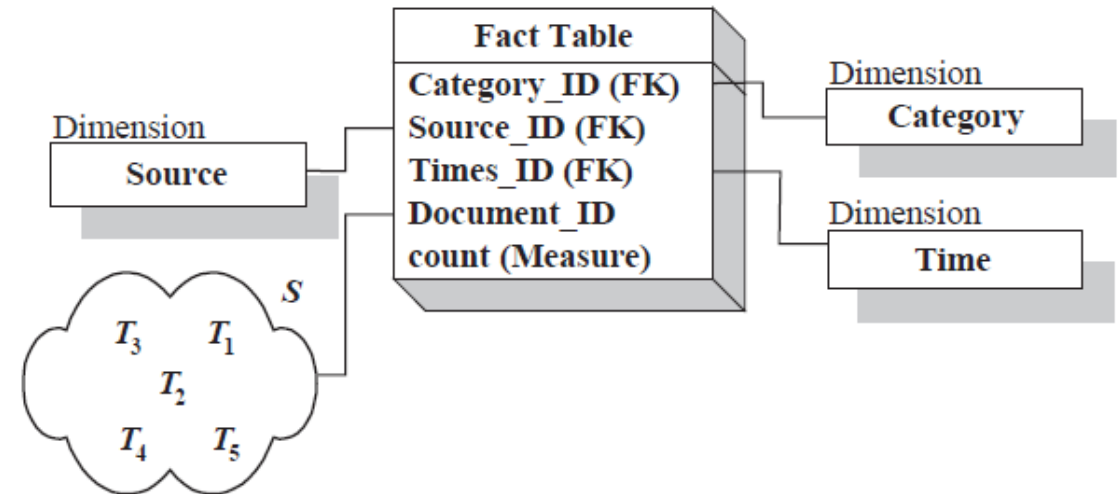 Fact Table
Category_ID (FK)
Source_ID (FK)
Times_ID (FK)
Document_ID
count (Measure)
Dimension
Source
Dimension
Category
Dimension
Time
S
T3 T1
T2
T4 T5